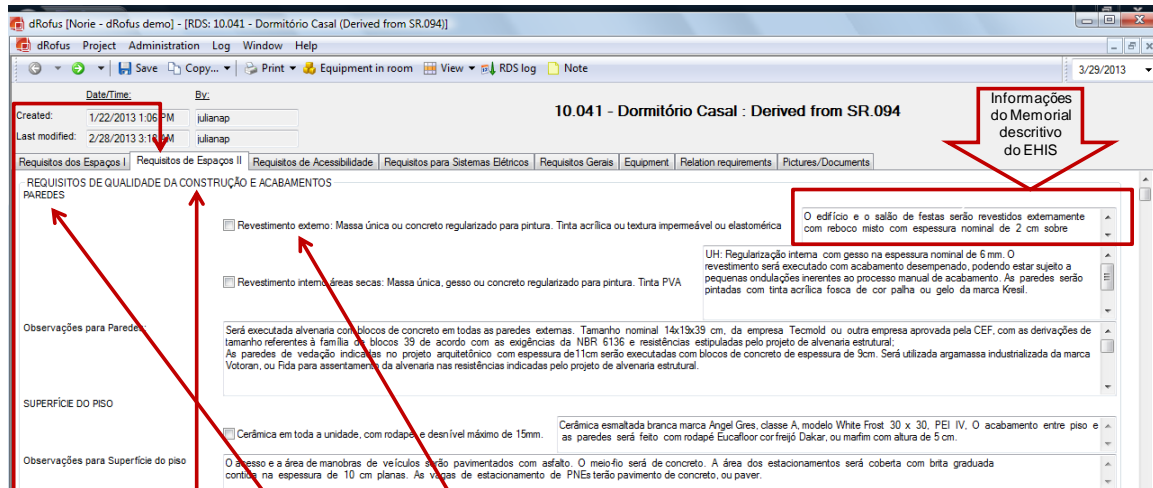 dRofus [Norie - dRofus demo] - [RDS: 10.041 - Dormitório Casal (Derived from SR.094)]
dRofus Project Administration Log Window Help
Save Copy... Print Equipment in room View RDS log Note 3/29/2013
Date/Time: By:
Created: 1/22/2013 1:06 PM julianap
Last modified: 2/28/2013 3:1 AM julianap
10.041 - Dormitório Casal : Derived from SR.094
Informações
do Memorial
descritivo
do EHIS
Requisitos dos Espaços I Requisitos de Espaços II Requisitos de Acessibilidade Requisitos para Sistemas Elétricos Requisitos Gerais Equipment Relation requirements Pictures/Documents
REQUISITOS DE QUALIDADE DA CONSTRUÇÃO E ACABAMENTOS
PAREDES
Revestimento externo: Massa única ou concreto regularizado para pintura. Tinta acrílica ou textura impermeável ou elastomérica
O edifício e o salão de festas serão revestidos externamente
com reboco misto com espessura nominal de 2 cm sobre
Revestimento interno áreas secas: Massa única, gesso ou concreto regularizado para pintura. Tinta PVA
UH: Regularização interna com gesso na espessura nominal de 6 mm. O
revestimento será executado com acabamento desempenado, podendo estar sujeito a
pequenas ondulações inerentes ao processo manual de acabamento. As paredes serão
pintadas com tinta acrílica fosca de cor palha ou gelo da marca Kresil.
Observações para Paredes:
Será executada alvenaria com blocos de concreto em todas as paredes externas. Tamanho nominal 14x19x39 cm, da empresa Tecmold ou outra empresa aprovada pela CEF, com as derivações de
tamanho referentes à família de blocos 39 de acordo com as exigências da NBR 6136 e resistências estipuladas pelo projeto de alvenaria estrutural;
As paredes de vedação indicadas no projeto arquitetônico com espessura de11cm serão executadas com blocos de concreto de espessura de 9cm. Será utilizada argamassa industrializada da marca
Votoran, ou Fida para assentamento da alvenaria nas resistências indicadas pelo projeto de alvenaria estrutural.
SUPERFÍCIE DO PISO
Cerâmica em toda a unidade, com rodapé, e desnível máximo de 15mm.
Cerâmica esmaltada branca marca Angel Gres, classe A, modelo White Frost 30 x 30, PEI IV, O acabamento entre piso e
as paredes será feito com rodapé Eucafloor cor freijó Dakar, ou marfim com altura de 5 cm.
Observações para Superfície do piso
O acesso e a área de manobras de veículos serão pavimentados com asfalto. O meio-fio será de concreto. A área dos estacionamentos será coberta com brita graduada
contida na espessura de 10 cm planas. As vagas de estacionamento de PNEs terão pavimento de concreto, ou paver.